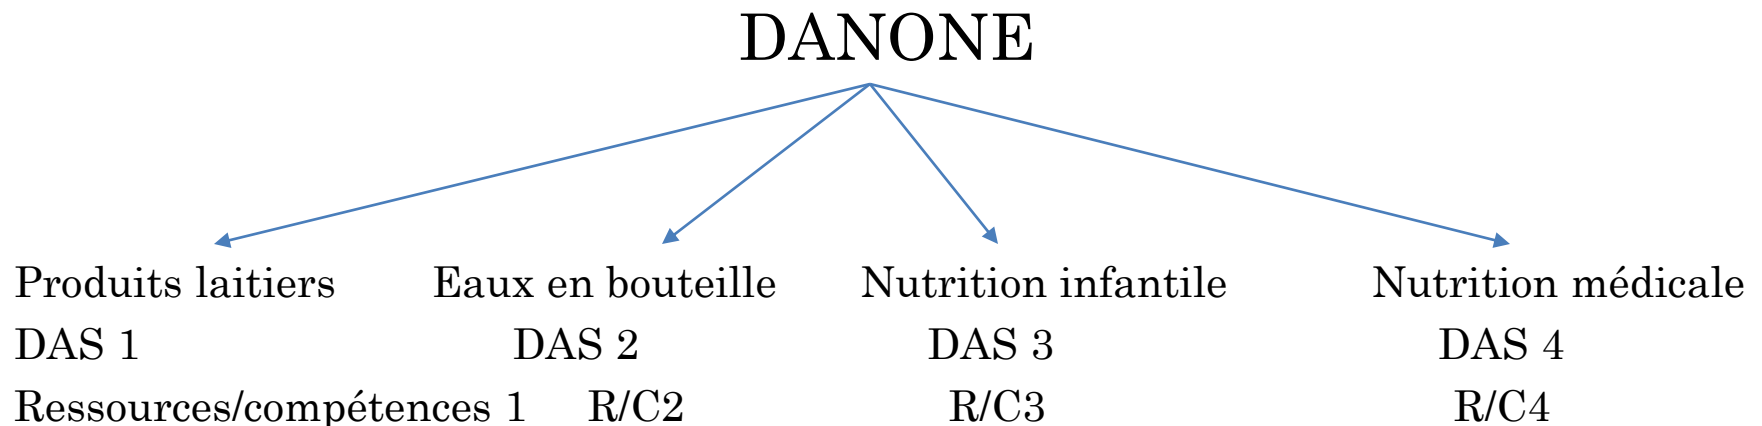 DANONE
Produits laitiers Eaux en bouteille Nutrition infantile Nutrition médicale
DAS 1 DAS 2 DAS 3 DAS 4
Ressources/compétences 1 R/C2 R/C3 R/C4